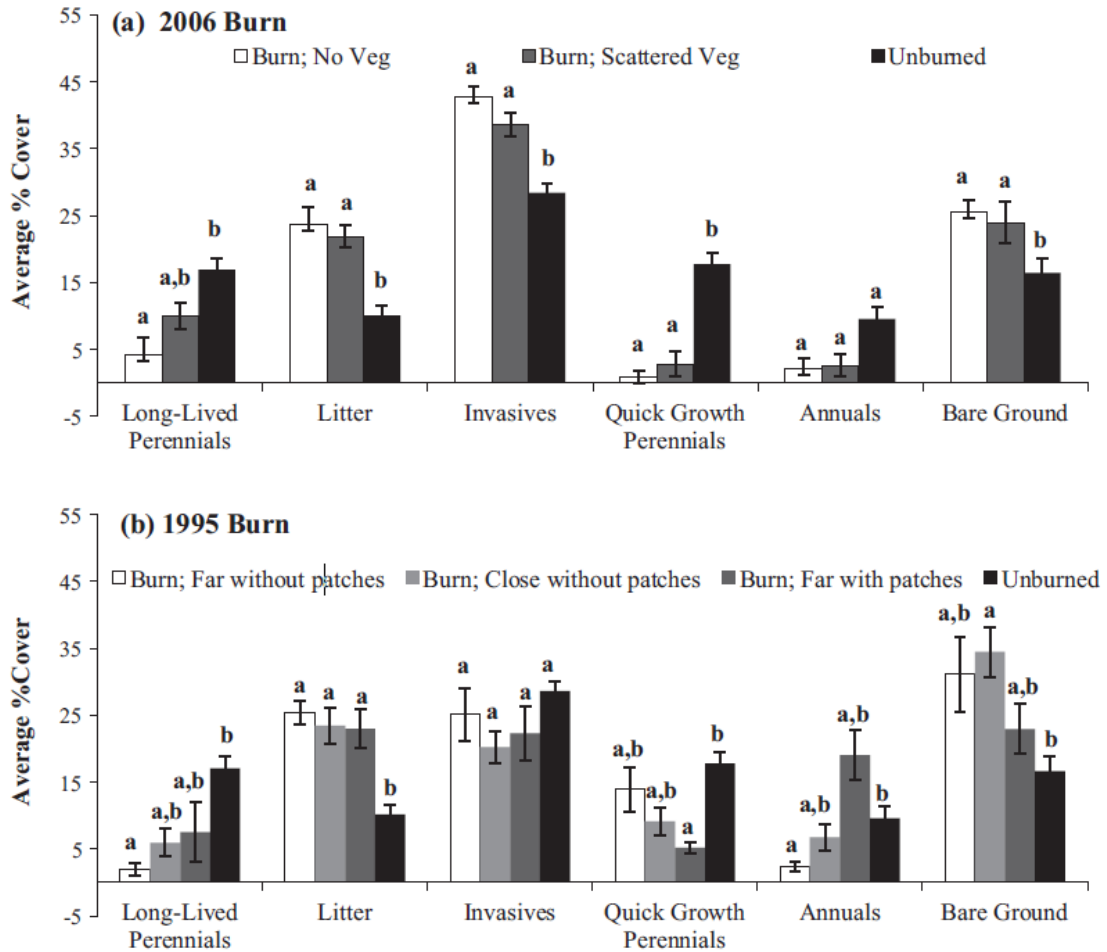 (a) 2006 Burn
Burn; No Veg Burn; Scattered Veg Unburned
Average % Cover
55
45
35
25
15
5
-5
a a,b b
a a b
a a b
a a b
a a a
a a b
Long-Lived Perennials
Litter
Invasives
Quick Growth Perennials
Annuals
Bare Ground
(b) 1995 Burn
Burn; Far without patches Burn; Close without patches Burn; Far with patches Unburned
Average %Cover
55
45
35
25
15
5
-5
a a,b a,b b
a a a b
a a a a
a,b a,b a b
a a,b a,b b
a,b a a,b b
Long-Lived Perennials
Litter
Invasives
Quick Growth Perennials
Annuals
Bare Ground